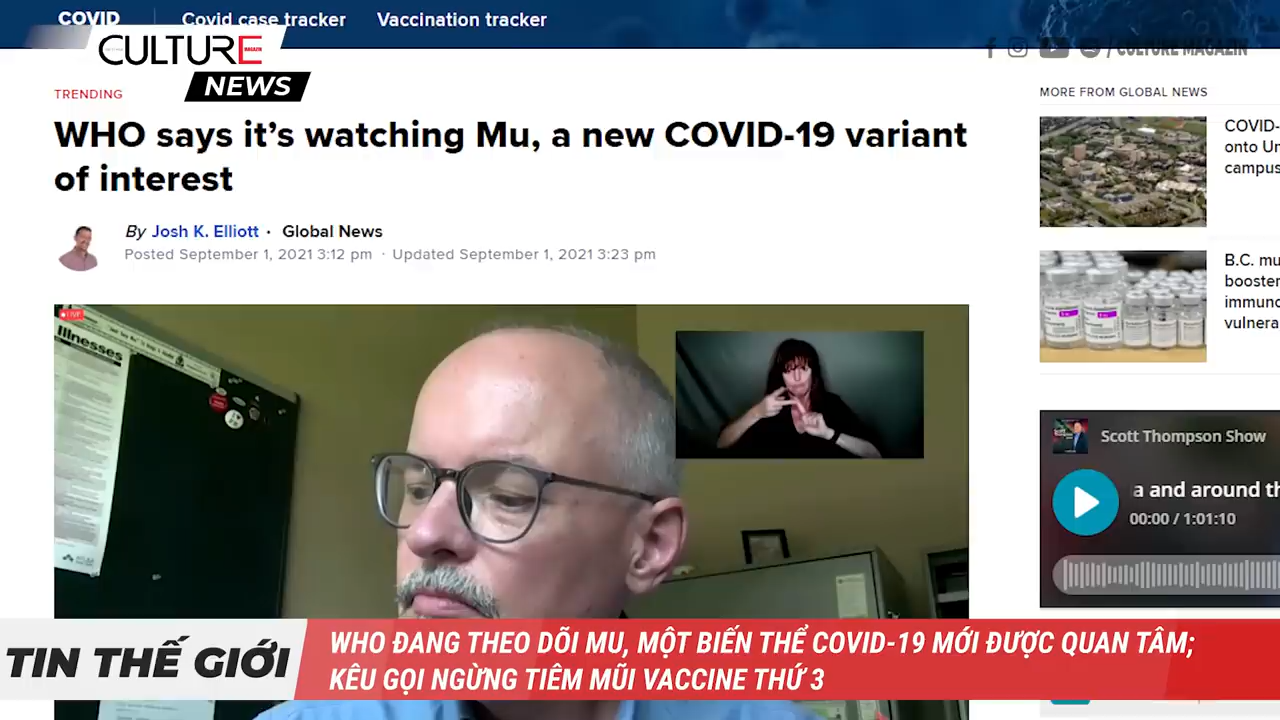 COVID
Covid case tracker
Vaccination tracker
CULTURE
NEWS
/ CULTURE MAGAZIN
TRENDING
WHO says it's watching Mu, a new COVID-19 variant
of interest
By Josh K. Elliott · Global News
Posted September 1, 2021 3:12 pm · Updated September 1, 2021 3:23 pm
MORE FROM GLOBAL NEWS
COVID-
onto Un
campus
B.C. mu
booster
immuno
vulnera
Illnesses
Scott Thompson Show
a and around th
00:00 / 1:01:10
TIN THẾ GIỚI
WHO ĐANG THEO DÕI MU, MỘT BIẾN THỂ COVID-19 MỚI ĐƯỢC QUAN TÂM;
KÊU GỌI NGỪNG TIÊM MŨI VACCINE THỨ 3